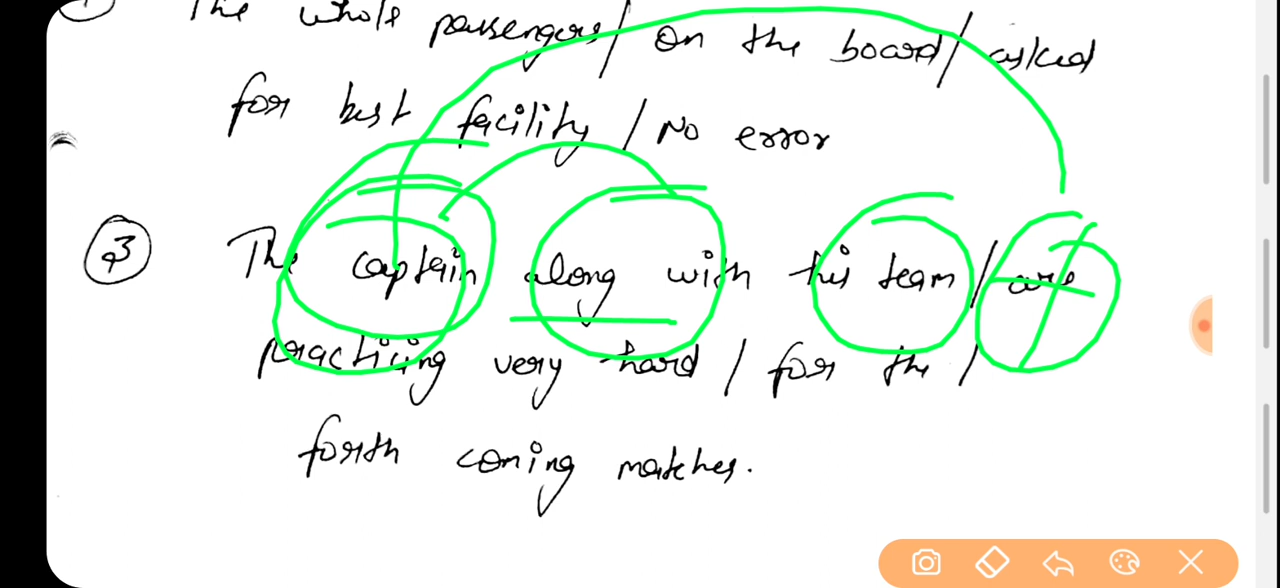 The whole passengers/ on the board/ asked
for best facility / No error
3 The captain along with his team / are
practicing very hard / for the /
forth coming matches.